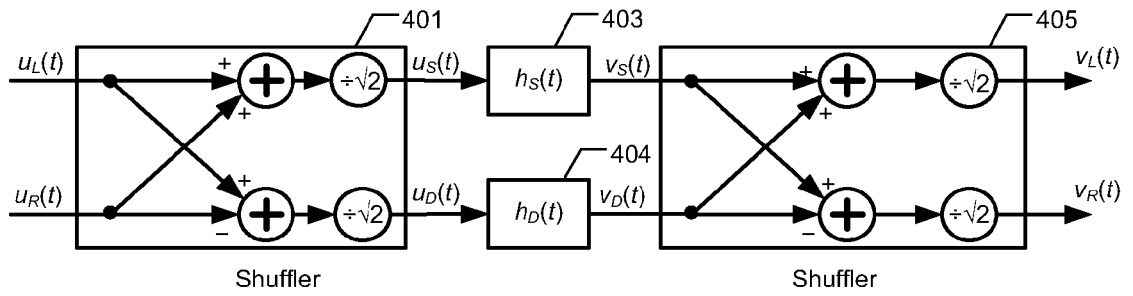 401
403
405
u_L(t)
+
+
÷√2
u_S(t)
h_S(t)
v_S(t)
+
+
÷√2
v_L(t)
+
+
404
u_R(t)
+
+
−
÷√2
u_D(t)
h_D(t)
v_D(t)
+
+
−
÷√2
v_R(t)
Shuffler
Shuffler